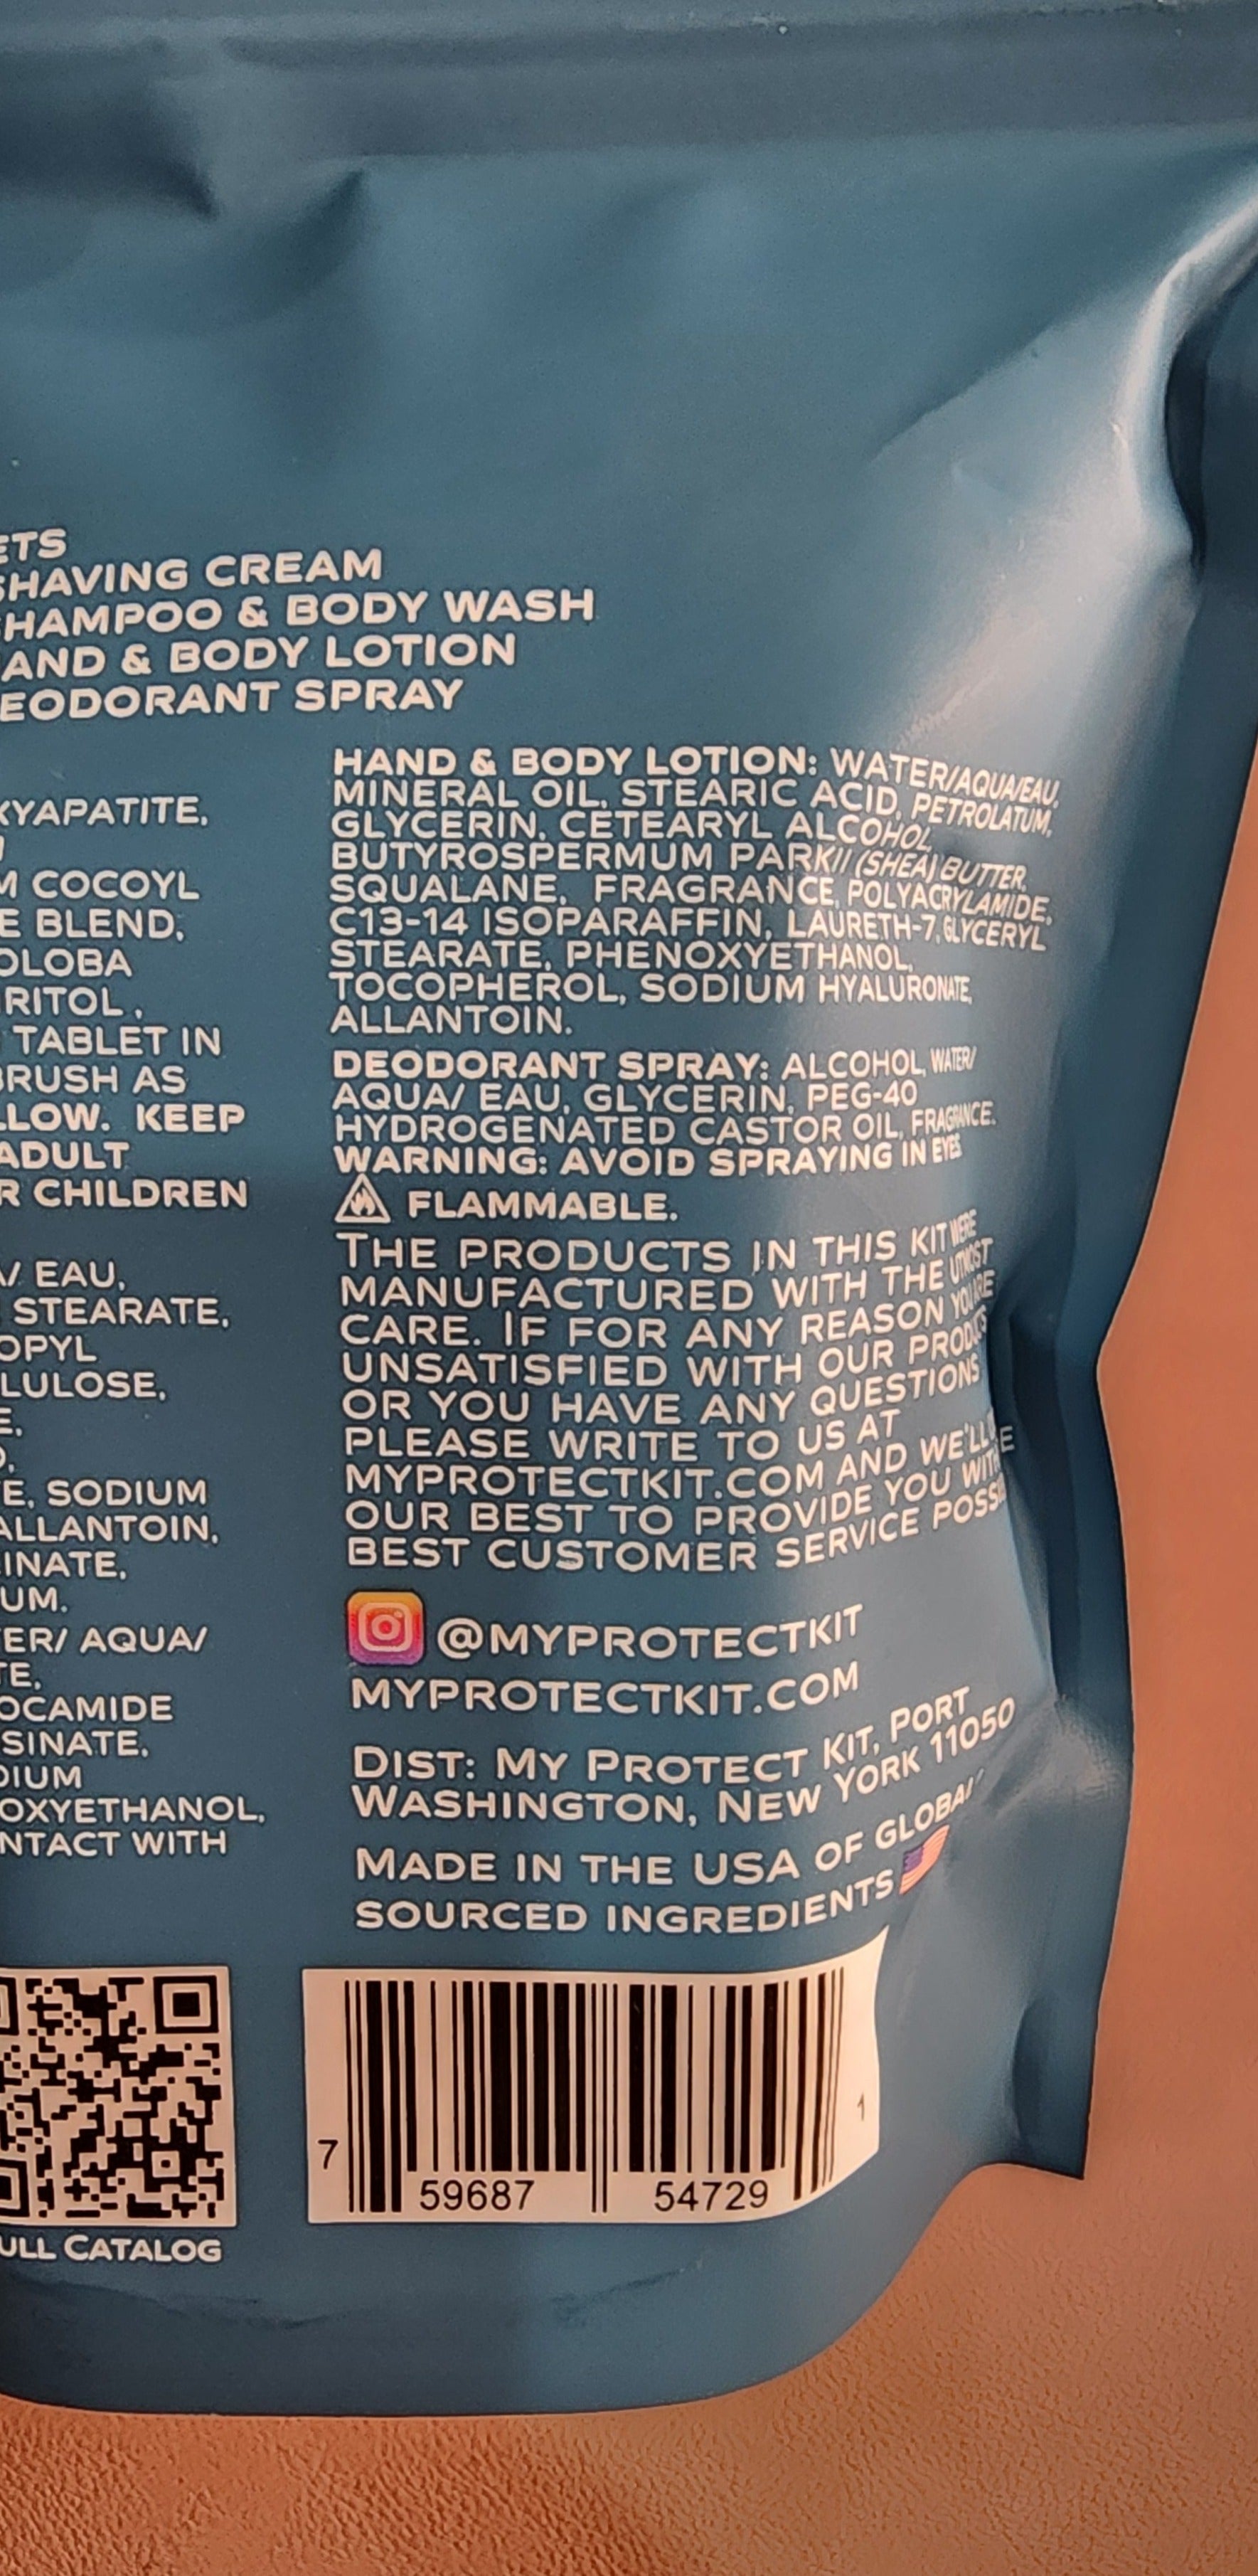 ETS
SHAVING CREAM
SHAMPOO & BODY WASH
AND & BODY LOTION
EODORANT SPRAY
XYAPATITE,
M COCOYL
E BLEND,
OLOBA
RITOL,
TABLET IN
BRUSH AS
LLOW. KEEP
ADULT
R CHILDREN
A/ EAU,
STEARATE,
OPYL
LULOSE,
E,
O,
E, SODIUM
ALLANTOIN,
INATE,
UM.
ER/ AQUA/
TE,
OCAMIDE
SINATE,
DIUM
OXYETHANOL,
NTACT WITH
ULL CATALOG
HAND & BODY LOTION: WATER/AQUA/EAU,
MINERAL OIL, STEARIC ACID, PETROLATUM,
GLYCERIN, CETEARYL ALCOHOL,
BUTYROSPERMUM PARKII (SHEA) BUTTER,
SQUALANE, FRAGRANCE, POLYACRYLAMIDE,
C13-14 ISOPARAFFIN, LAURETH-7, GLYCERYL
STEARATE, PHENOXYETHANOL,
TOCOPHEROL, SODIUM HYALURONATE,
ALLANTOIN.
DEODORANT SPRAY: ALCOHOL, WATER/
AQUA/ EAU, GLYCERIN, PEG-40
HYDROGENATED CASTOR OIL, FRAGRANCE.
WARNING: AVOID SPRAYING IN EYES
FLAMMABLE.
THE PRODUCTS IN THIS KIT WERE
MANUFACTURED WITH THE UTMOST
CARE. IF FOR ANY REASON YOU ARE
UNSATISFIED WITH OUR PRODUCTS
OR YOU HAVE ANY QUESTIONS
PLEASE WRITE TO US AT
MYPROTECTKIT.COM AND WE'LL
OUR BEST TO PROVIDE YOU WITH
BEST CUSTOMER SERVICE
@MYPROTECTKIT
MYPROTECTKIT.COM
DIST: MY PROTECT KIT, PORT
WASHINGTON, NEW YORK 11050
MADE IN THE USA OF GLOBAL
SOURCED INGREDIENTS
7 59687 54729 1